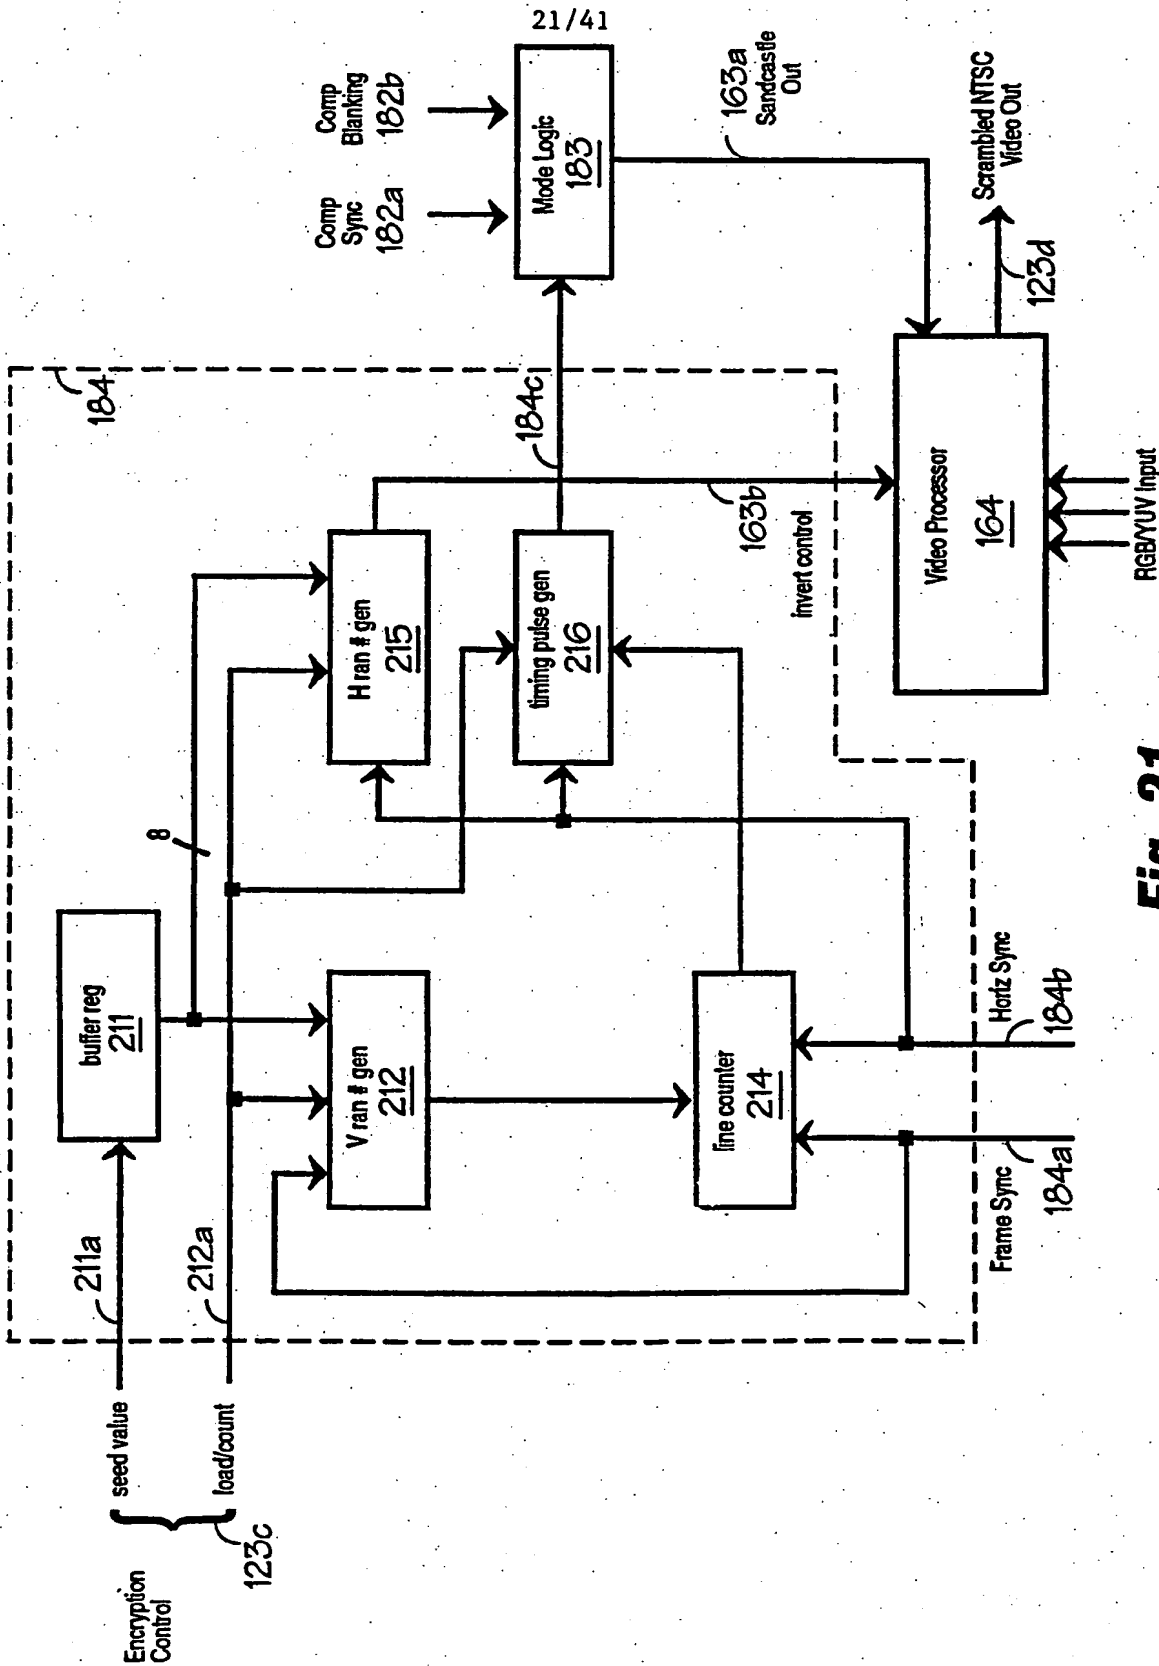 21/41
Encryption
Control
123c
seed value
load/count
211a
212a
buffer reg
211
8
V ran # gen
212
H ran # gen
215
timing pulse gen
216
line counter
214
Frame Sync
184a
Hortz Sync
184b
184
184c
163b
invert control
Comp
Sync
182a
Comp
Blanking
182b
Mode Logic
183
163a
Sandcastle
Out
Video Processor
164
RGB/YUV Input
123d
Scrambled NTSC
Video Out
Fig. 21